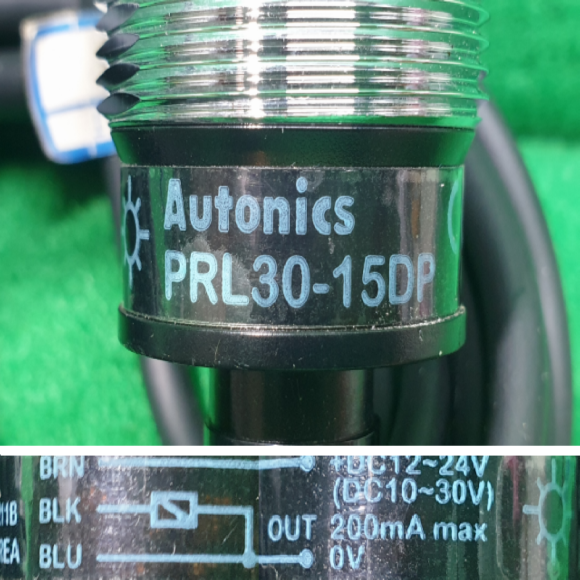 Autonics
PRL30-15DP
BRN +DC12~24V
(DC10~30V)
BLK
OUT 200mA max
BLU 0V